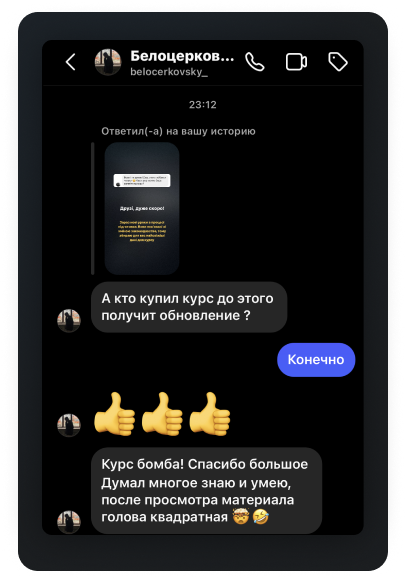 Белоцерков...
belocerkovsky_
23:12
Ответил(-а) на вашу историю
Друзі, дуже скоро!
А кто купил курс до этого
получит обновление ?
Конечно
👍👍👍
Курс бомба! Спасибо большое
Думал многое знаю и умею,
после просмотра материала
голова квадратная 🤯🤣